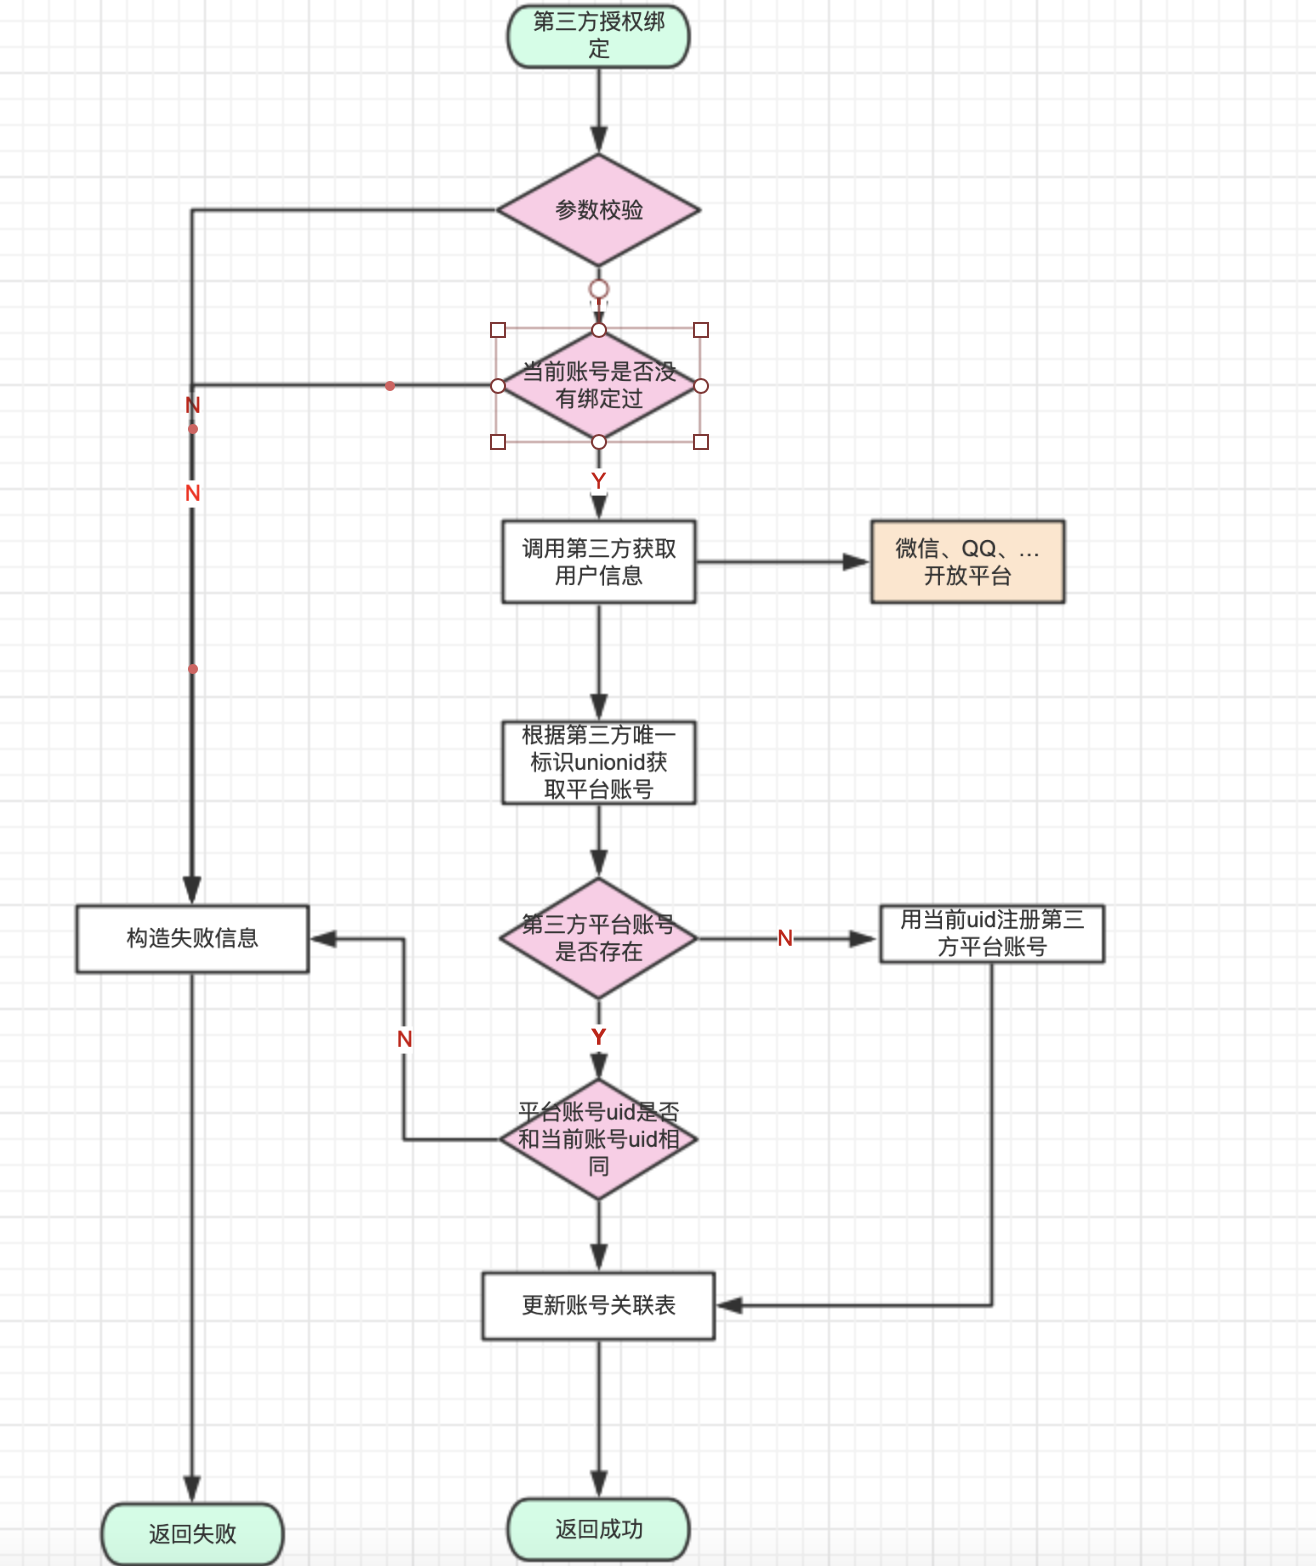 第三方授权绑
定
参数校验
当前账号是否没
有绑定过
N
Y
N
调用第三方获取
用户信息
微信、QQ、...
开放平台
根据第三方唯一
标识unionid获
取平台账号
构造失败信息
第三方平台账号
是否存在
N
用当前uid注册第三
方平台账号
N
Y
平台账号uid是否
和当前账号uid相
同
更新账号关联表
返回失败
返回成功